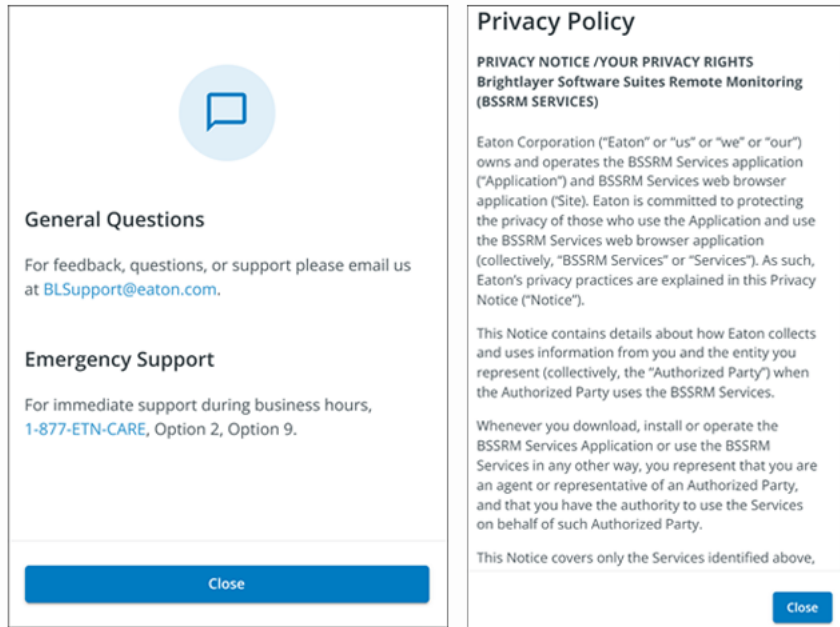 General Questions
For feedback, questions, or support please email us
at BLSupport@eaton.com.
Emergency Support
For immediate support during business hours,
1-877-ETN-CARE, Option 2, Option 9.
Close
Privacy Policy
PRIVACY NOTICE /YOUR PRIVACY RIGHTS
Brightlayer Software Suites Remote Monitoring
(BSSRM SERVICES)
Eaton Corporation (“Eaton” or “us” or “we” or “our”)
owns and operates the BSSRM Services application
(“Application”) and BSSRM Services web browser
application (‘Site). Eaton is committed to protecting
the privacy of those who use the Application and use
the BSSRM Services web browser application
(collectively, “BSSRM Services” or “Services”). As such,
Eaton’s privacy practices are explained in this Privacy
Notice (“Notice”).
This Notice contains details about how Eaton collects
and uses information from you and the entity you
represent (collectively, the “Authorized Party”) when
the Authorized Party uses the BSSRM Services.
Whenever you download, install or operate the
BSSRM Services Application or use the BSSRM
Services in any other way, you represent that you are
an agent or representative of an Authorized Party,
and that you have the authority to use the Services
on behalf of such Authorized Party.
This Notice covers only the Services identified above,
Close